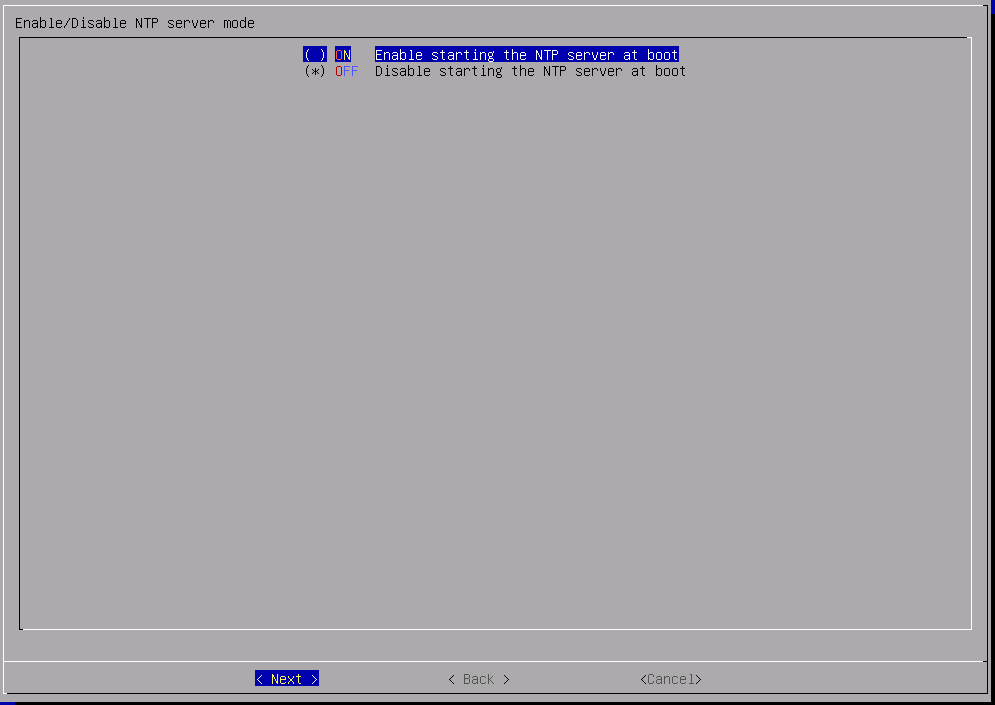 Enable/Disable NTP server mode
( ) ON Enable starting the NTP server at boot
(*) OFF Disable starting the NTP server at boot
< Next > < Back > <Cancel>